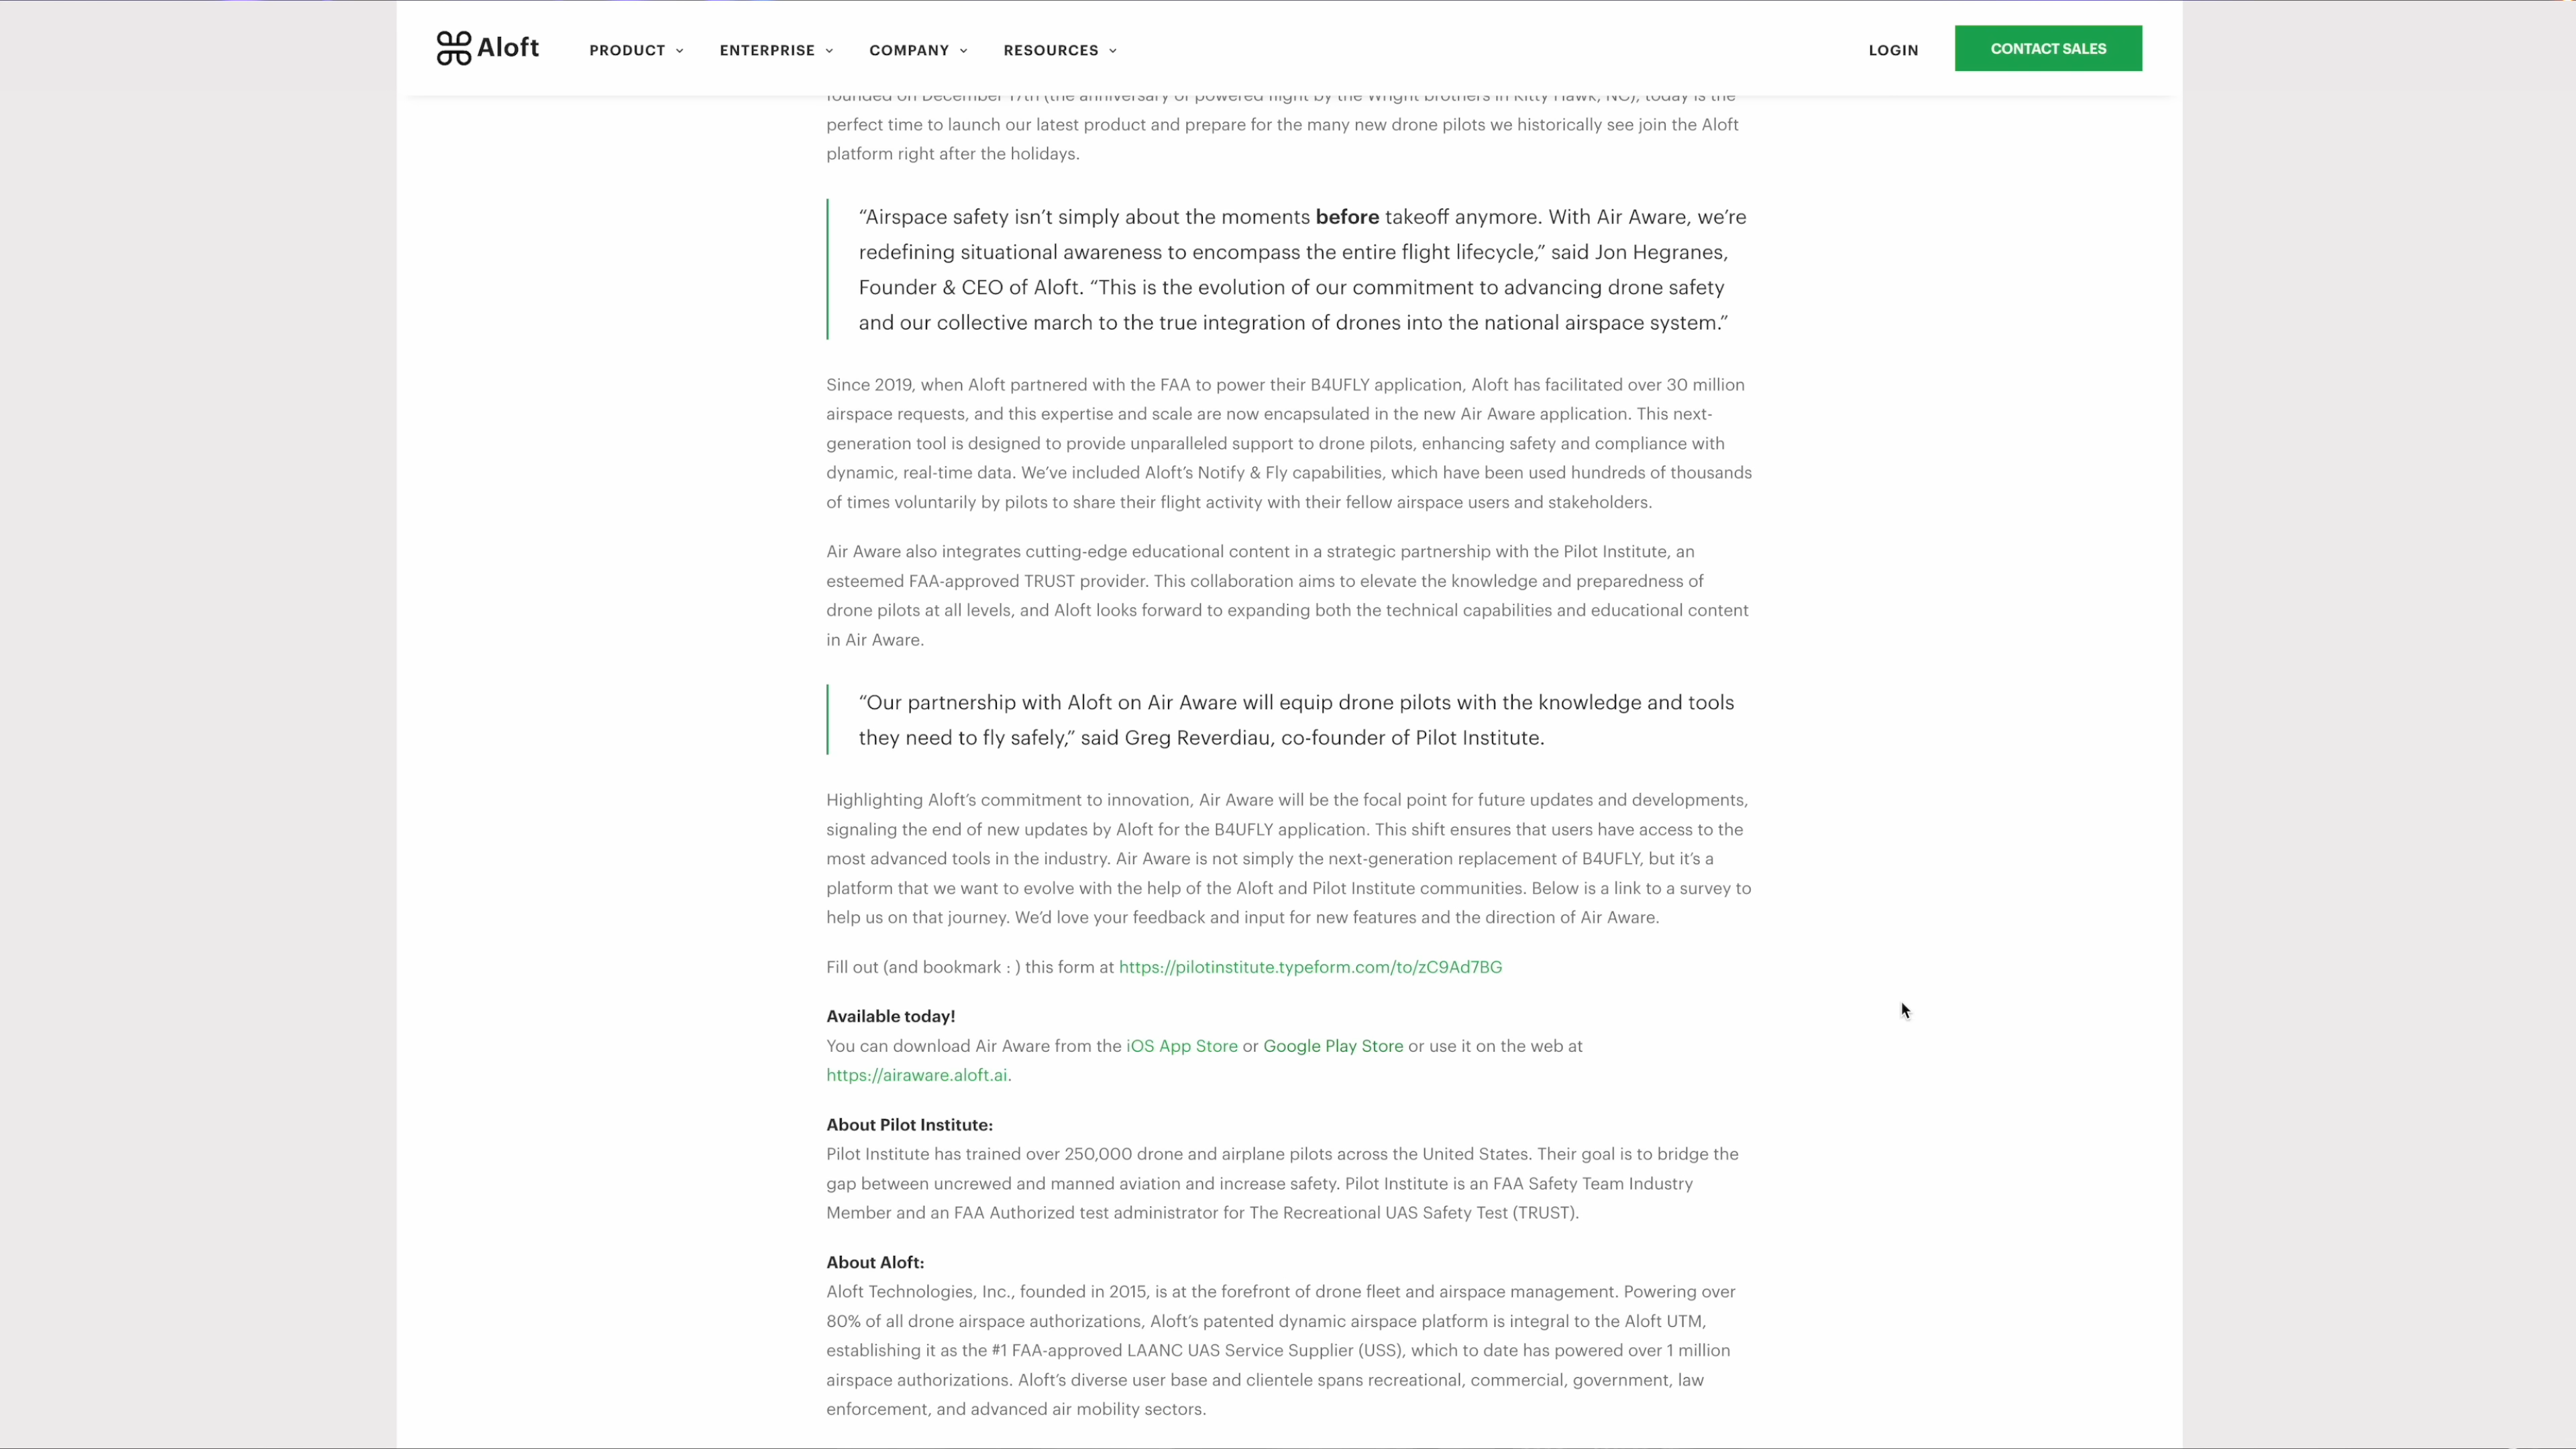 Aloft
PRODUCT
ENTERPRISE
COMPANY
RESOURCES
LOGIN
CONTACT SALES
founded on December 17th (the anniversary of powered flight by the Wright brothers in Kitty Hawk, NC), today is the
perfect time to launch our latest product and prepare for the many new drone pilots we historically see join the Aloft
platform right after the holidays.
“Airspace safety isn’t simply about the moments before takeoff anymore. With Air Aware, we’re
redefining situational awareness to encompass the entire flight lifecycle,” said Jon Hegranes,
Founder & CEO of Aloft. “This is the evolution of our commitment to advancing drone safety
and our collective march to the true integration of drones into the national airspace system.”
Since 2019, when Aloft partnered with the FAA to power their B4UFLY application, Aloft has facilitated over 30 million
airspace requests, and this expertise and scale are now encapsulated in the new Air Aware application. This next-
generation tool is designed to provide unparalleled support to drone pilots, enhancing safety and compliance with
dynamic, real-time data. We’ve included Aloft’s Notify & Fly capabilities, which have been used hundreds of thousands
of times voluntarily by pilots to share their flight activity with their fellow airspace users and stakeholders.
Air Aware also integrates cutting-edge educational content in a strategic partnership with the Pilot Institute, an
esteemed FAA-approved TRUST provider. This collaboration aims to elevate the knowledge and preparedness of
drone pilots at all levels, and Aloft looks forward to expanding both the technical capabilities and educational content
in Air Aware.
“Our partnership with Aloft on Air Aware will equip drone pilots with the knowledge and tools
they need to fly safely,” said Greg Reverdiau, co-founder of Pilot Institute.
Highlighting Aloft’s commitment to innovation, Air Aware will be the focal point for future updates and developments,
signaling the end of new updates by Aloft for the B4UFLY application. This shift ensures that users have access to the
most advanced tools in the industry. Air Aware is not simply the next-generation replacement of B4UFLY, but it’s a
platform that we want to evolve with the help of the Aloft and Pilot Institute communities. Below is a link to a survey to
help us on that journey. We’d love your feedback and input for new features and the direction of Air Aware.
Fill out (and bookmark : ) this form at https://pilotinstitute.typeform.com/to/zC9Ad7BG
Available today!
You can download Air Aware from the iOS App Store or Google Play Store or use it on the web at
https://airaware.aloft.ai.
About Pilot Institute:
Pilot Institute has trained over 250,000 drone and airplane pilots across the United States. Their goal is to bridge the
gap between uncrewed and manned aviation and increase safety. Pilot Institute is an FAA Safety Team Industry
Member and an FAA Authorized test administrator for The Recreational UAS Safety Test (TRUST).
About Aloft:
Aloft Technologies, Inc., founded in 2015, is at the forefront of drone fleet and airspace management. Powering over
80% of all drone airspace authorizations, Aloft’s patented dynamic airspace platform is integral to the Aloft UTM,
establishing it as the #1 FAA-approved LAANC UAS Service Supplier (USS), which to date has powered over 1 million
airspace authorizations. Aloft’s diverse user base and clientele spans recreational, commercial, government, law
enforcement, and advanced air mobility sectors.